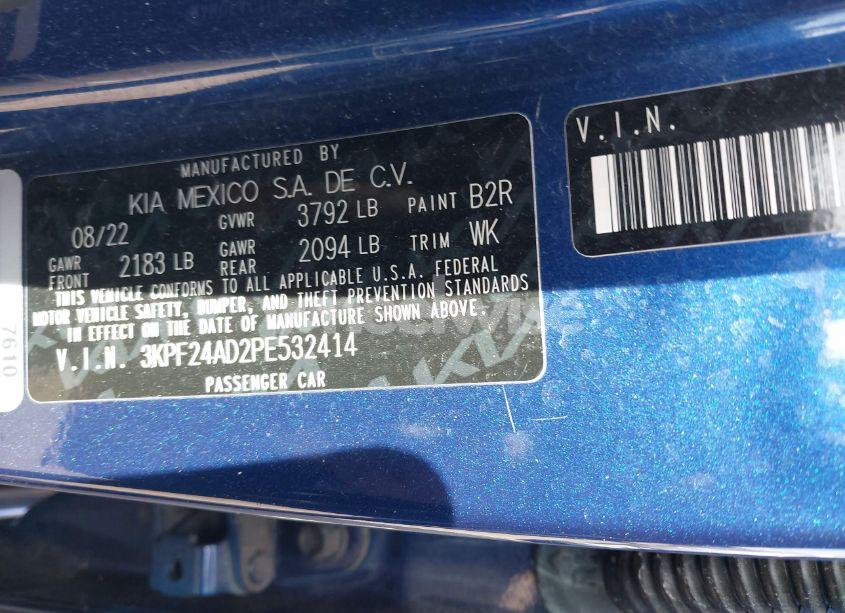 MANUFACTURED BY
KIA MEXICO S.A. DE C.V.
08/22 GVWR 3792 LB PAINT B2R
GAWR FRONT 2183 LB GAWR REAR 2094 LB TRIM WK
THIS VEHICLE CONFORMS TO ALL APPLICABLE U.S.A. FEDERAL
MOTOR VEHICLE SAFETY, BUMPER, AND THEFT PREVENTION STANDARDS
IN EFFECT ON THE DATE OF MANUFACTURE SHOWN ABOVE.
V.I.N. 3KPF24AD2PE532414
PASSENGER CAR
V.I.N.
7610